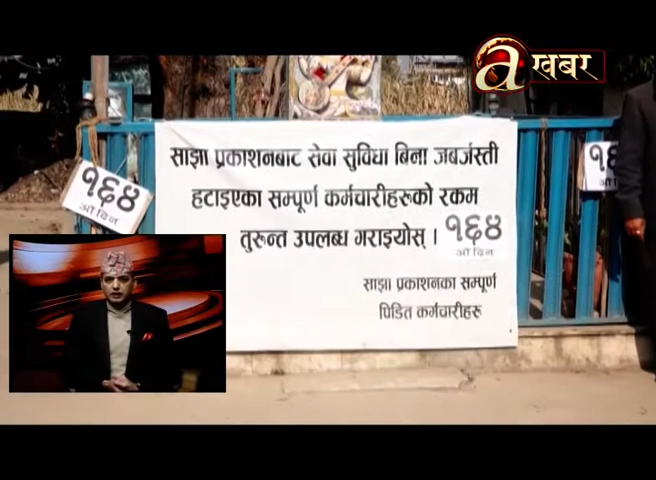 a खबर
साझा प्रकाशनबाट सेवा सुविधा बिना जबर्जस्ती
हटाइएका सम्पूर्ण कर्मचारीहरुको रकम
तुरुन्त उपलब्ध गराइयोस् । १६४
औं दिन
साझा प्रकाशनका सम्पूर्ण
पिडित कर्मचारीहरु
१६४
औं दिन